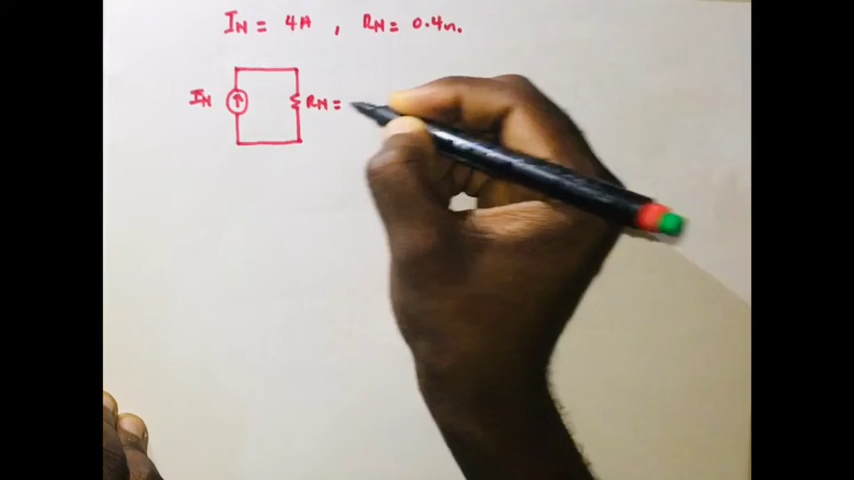 IN = 4A , RN = 0.4Ω.
IN RN =